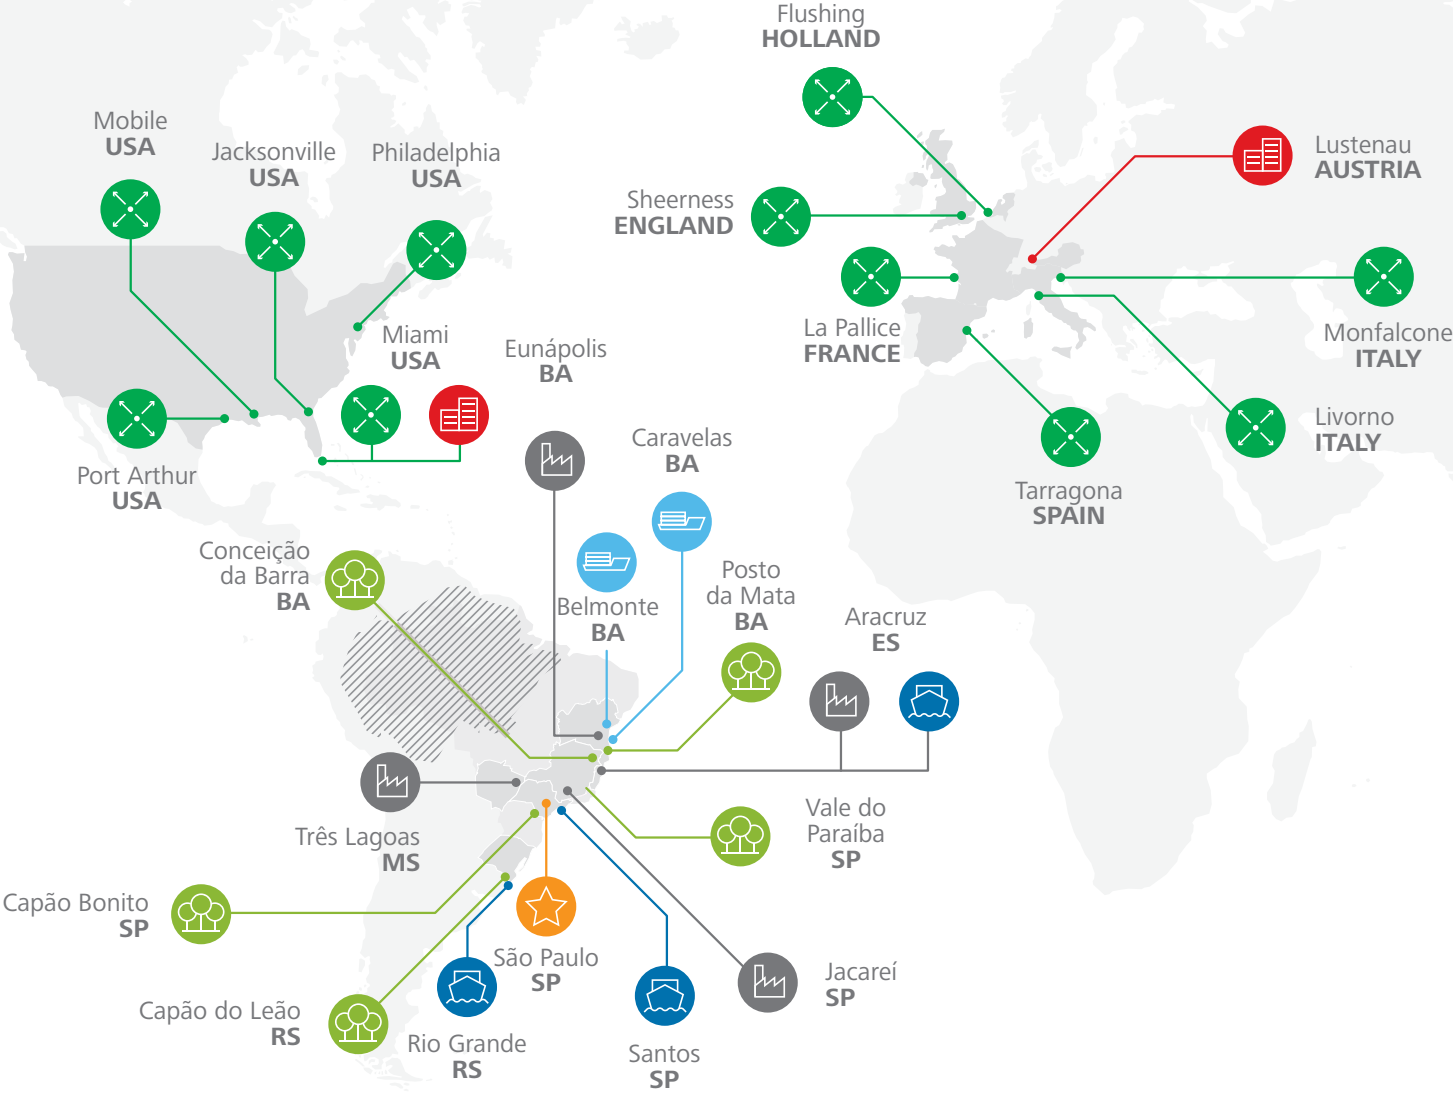 Flushing
HOLLAND
Mobile
USA
Jacksonville
USA
Philadelphia
USA
Lustenau
AUSTRIA
Sheerness
ENGLAND
La Pallice
FRANCE
Monfalcone
ITALY
Miami
USA
Eunápolis
BA
Livorno
ITALY
Caravelas
BA
Port Arthur
USA
Tarragona
SPAIN
Conceição
da Barra
BA
Belmonte
BA
Posto
da Mata
BA
Aracruz
ES
Três Lagoas
MS
Vale do
Paraíba
SP
Capão Bonito
SP
São Paulo
SP
Jacareí
SP
Capão do Leão
RS
Rio Grande
RS
Santos
SP